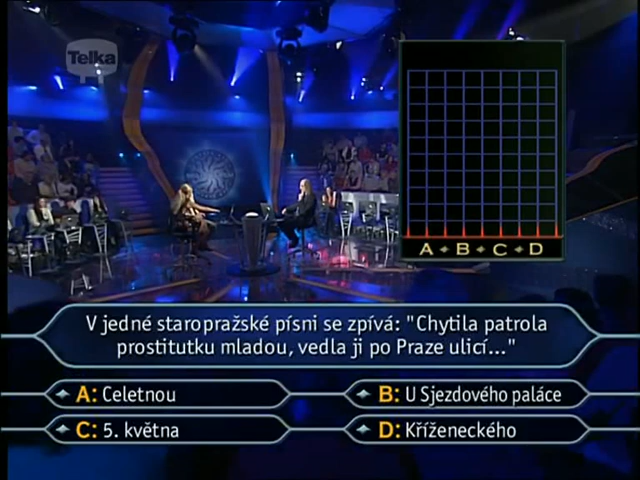 Telka
A B C D
V jedné staropražské písni se zpívá: "Chytila patrola
prostitutku mladou, vedla ji po Praze ulicí..."
A: Celetnou
B: U Sjezdového paláce
C: 5. května
D: Kříženeckého